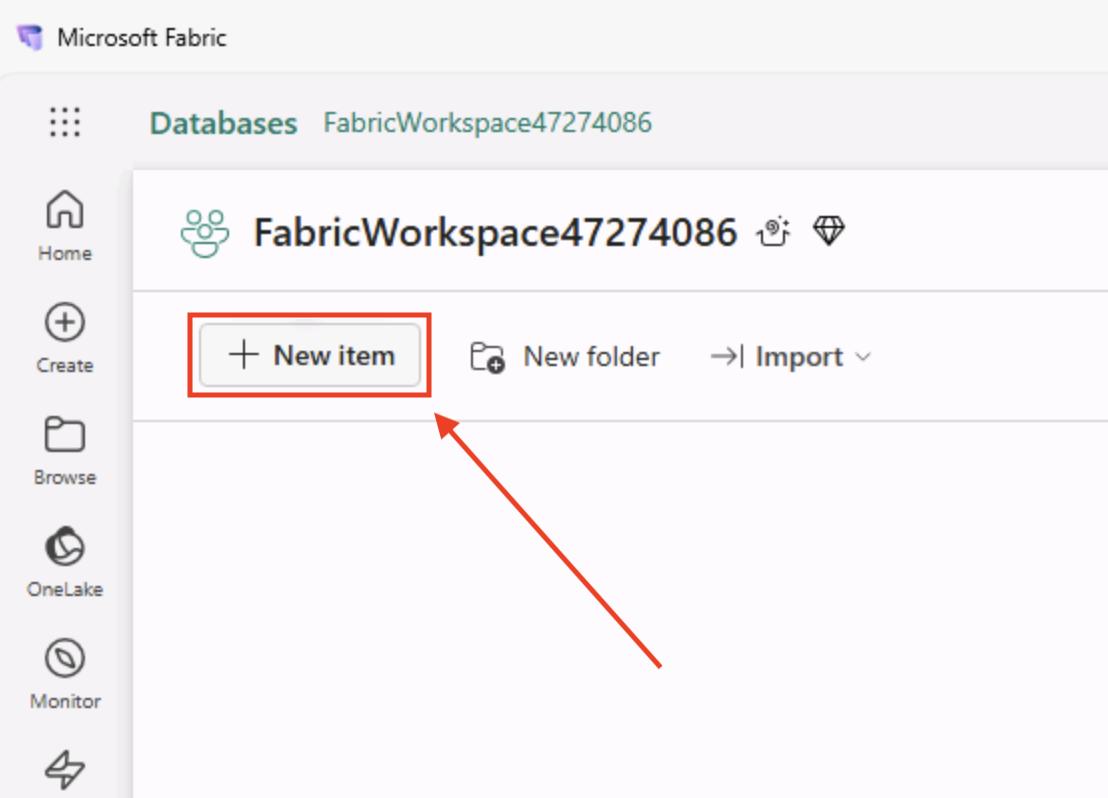 Microsoft Fabric
Databases FabricWorkspace47274086
FabricWorkspace47274086
Home
New item New folder Import
Create
Browse
OneLake
Monitor